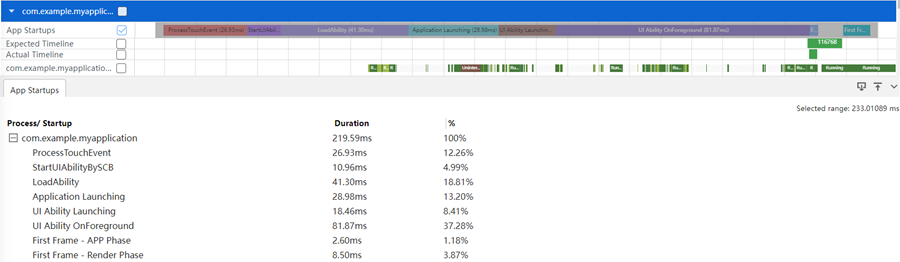 com.example.myapplic...
App Startups
ProcessTouchEvent (26.93ms)
StartUIAbil...
LoadAbility (41.30ms)
Application Launching (28.98ms)
UI Ability Launchin...
UI Ability OnForeground (81.87ms)
F...
First Fr...
Expected Timeline
116768
Actual Timeline
com.example.myapplicatio...
R...
R
R
Uninter...
Ru...
Run...
R...
Ru...
R
Running
Running
App Startups
Selected range: 233.01089 ms
Process/ Startup Duration %
com.example.myapplication 219.59ms 100%
ProcessTouchEvent 26.93ms 12.26%
StartUIAbilityBySCB 10.96ms 4.99%
LoadAbility 41.30ms 18.81%
Application Launching 28.98ms 13.20%
UI Ability Launching 18.46ms 8.41%
UI Ability OnForeground 81.87ms 37.28%
First Frame - APP Phase 2.60ms 1.18%
First Frame - Render Phase 8.50ms 3.87%